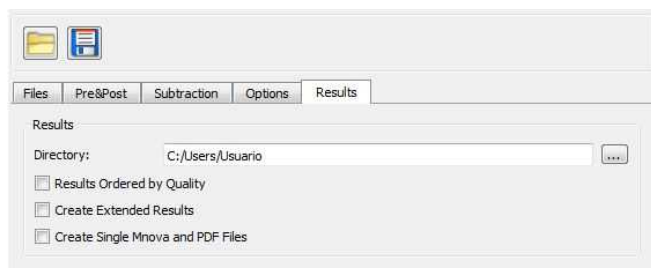 Files Pre&Post Subtraction Options Results
Results
Directory: C:/Users/Usuario ...
Results Ordered by Quality
Create Extended Results
Create Single Mnova and PDF Files